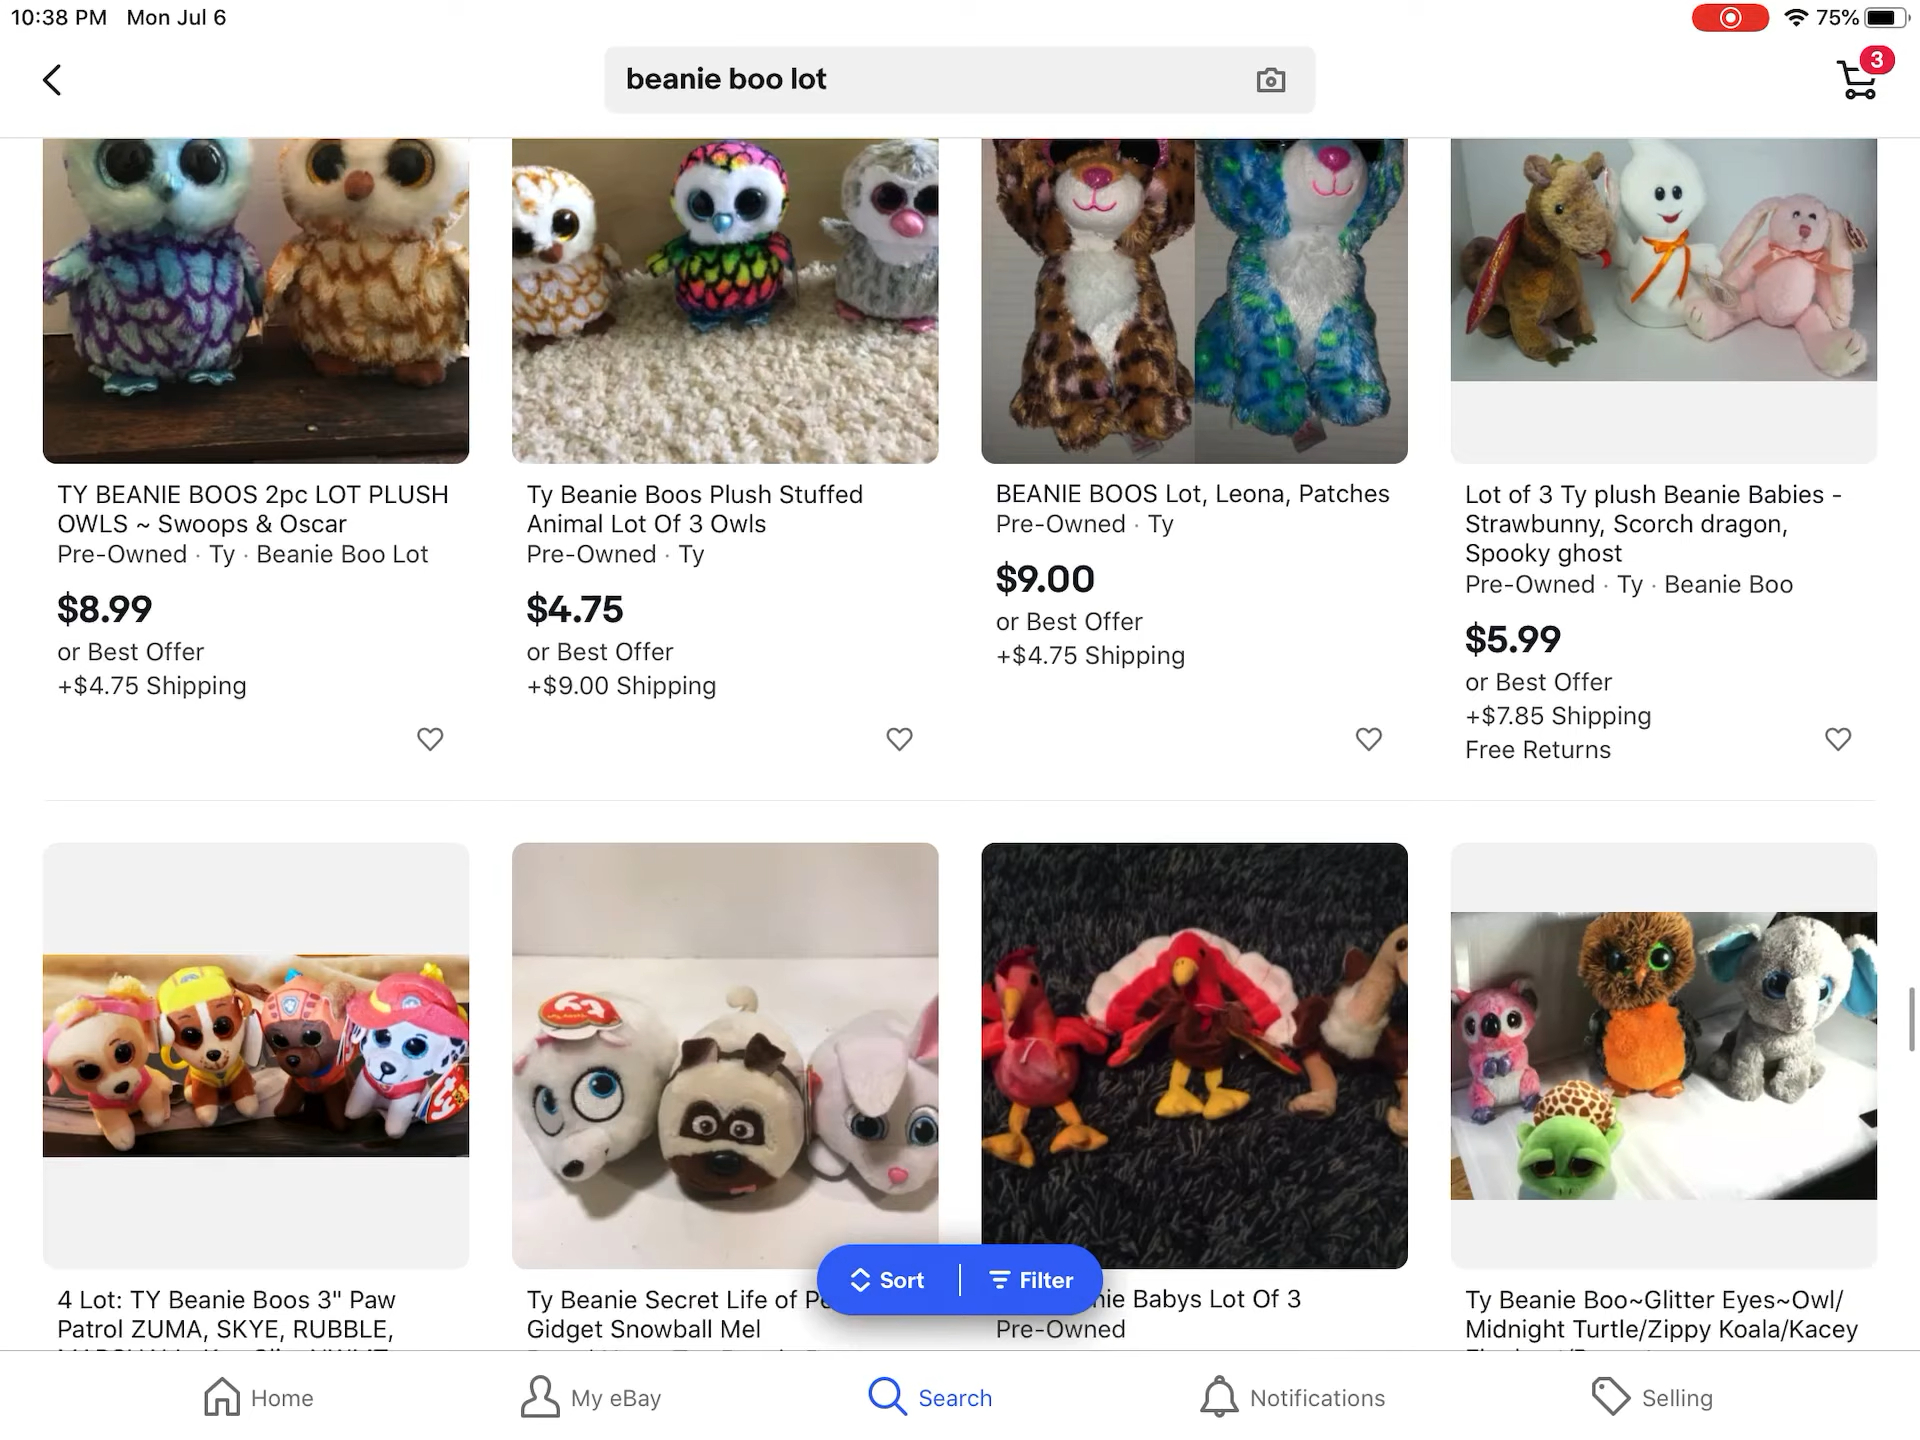 10:38 PM Mon Jul 6
75%
beanie boo lot
3
TY BEANIE BOOS 2pc LOT PLUSH
OWLS ~ Swoops & Oscar
Pre-Owned · Ty · Beanie Boo Lot
$8.99
or Best Offer
+$4.75 Shipping
Ty Beanie Boos Plush Stuffed
Animal Lot Of 3 Owls
Pre-Owned · Ty
$4.75
or Best Offer
+$9.00 Shipping
BEANIE BOOS Lot, Leona, Patches
Pre-Owned · Ty
$9.00
or Best Offer
+$4.75 Shipping
Lot of 3 Ty plush Beanie Babies -
Strawbunny, Scorch dragon,
Spooky ghost
Pre-Owned · Ty · Beanie Boo
$5.99
or Best Offer
+$7.85 Shipping
Free Returns
4 Lot: TY Beanie Boos 3" Paw
Patrol ZUMA, SKYE, RUBBLE,
Ty Beanie Secret Life of
Gidget Snowball Mel
Babys Lot Of 3
Pre-Owned
Ty Beanie Boo~Glitter Eyes~Owl/
Midnight Turtle/Zippy Koala/Kacey
Sort
Filter
Home
My eBay
Search
Notifications
Selling